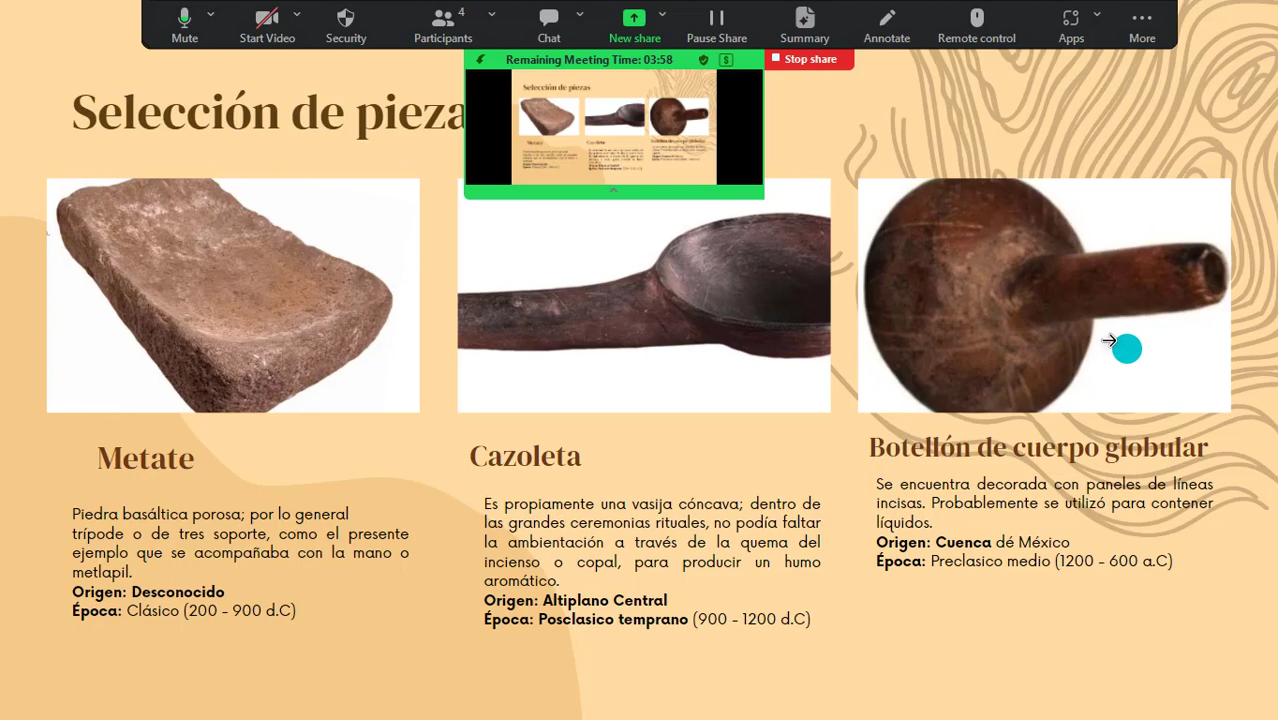 Mute
Start Video
Security
Participants
4
Chat
New share
Pause Share
Summary
Annotate
Remote control
Apps
More
Remaining Meeting Time: 03:58
Stop share
Selección de pieza
Selección de piezas
Metate
Cazoleta
Metate
Piedra basáltica porosa; por lo general
trípode o de tres soporte, como el presente
ejemplo que se acompañaba con la mano o
metlapil.
Origen: Desconocido
Época: Clásico (200 - 900 d.C)
Cazoleta
Es propiamente una vasija cóncava; dentro de
las grandes ceremonias rituales, no podía faltar
la ambientación a través de la quema del
incienso o copal, para producir un humo
aromático.
Origen: Altiplano Central
Época: Posclasico temprano (900 - 1200 d.C)
Botellón de cuerpo globular
Se encuentra decorada con paneles de líneas
incisas. Probablemente se utilizó para contener
líquidos.
Origen: Cuenca dé México
Época: Preclasico medio (1200 - 600 a.C)